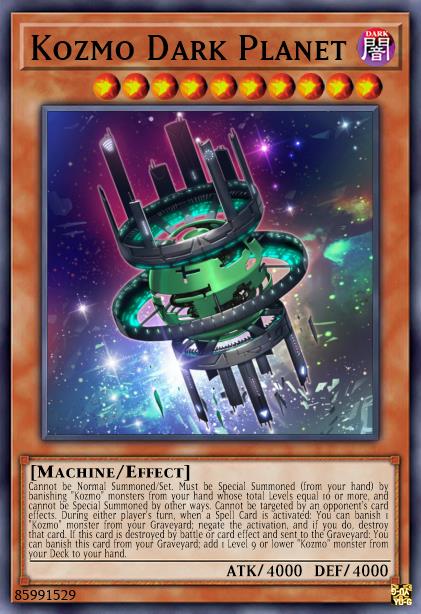 Kozmo Dark Planet
DARK
闇
[Machine/Effect]
Cannot be Normal Summoned/Set. Must be Special Summoned (from your hand) by
banishing "Kozmo" monsters from your hand whose total Levels equal 10 or more, and
cannot be Special Summoned by other ways. Cannot be targeted by an opponent's card
effects. During either player's turn, when a Spell Card is activated: You can banish 1
"Kozmo" monster from your Graveyard; negate the activation, and if you do, destroy
that card. If this card is destroyed by battle or card effect and sent to the Graveyard: You
can banish this card from your Graveyard; add 1 Level 9 or lower "Kozmo" monster from
your Deck to your hand.
ATK/4000 DEF/4000
85991529